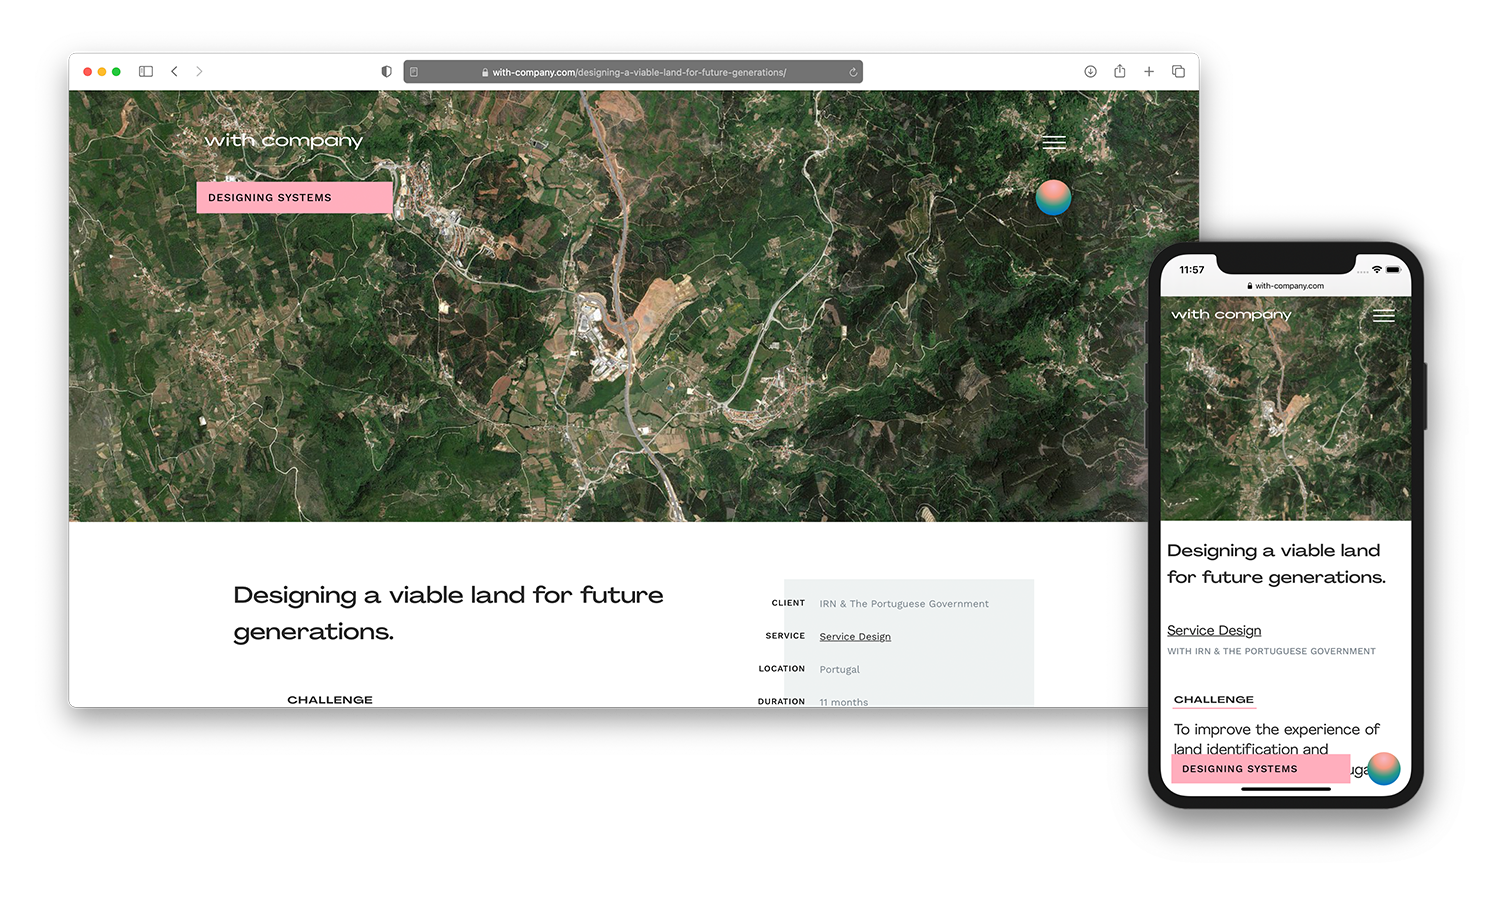 with-company.com/designing-a-viable-land-for-future-generations/
with company
DESIGNING SYSTEMS
Designing a viable land for future
generations.
CHALLENGE
CLIENT IRN & The Portuguese Government
SERVICE Service Design
LOCATION Portugal
DURATION 11 months
11:57
with-company.com
with company
Designing a viable land
for future generations.
Service Design
WITH IRN & THE PORTUGUESE GOVERNMENT
CHALLENGE
To improve the experience of
land identification and
DESIGNING SYSTEMS